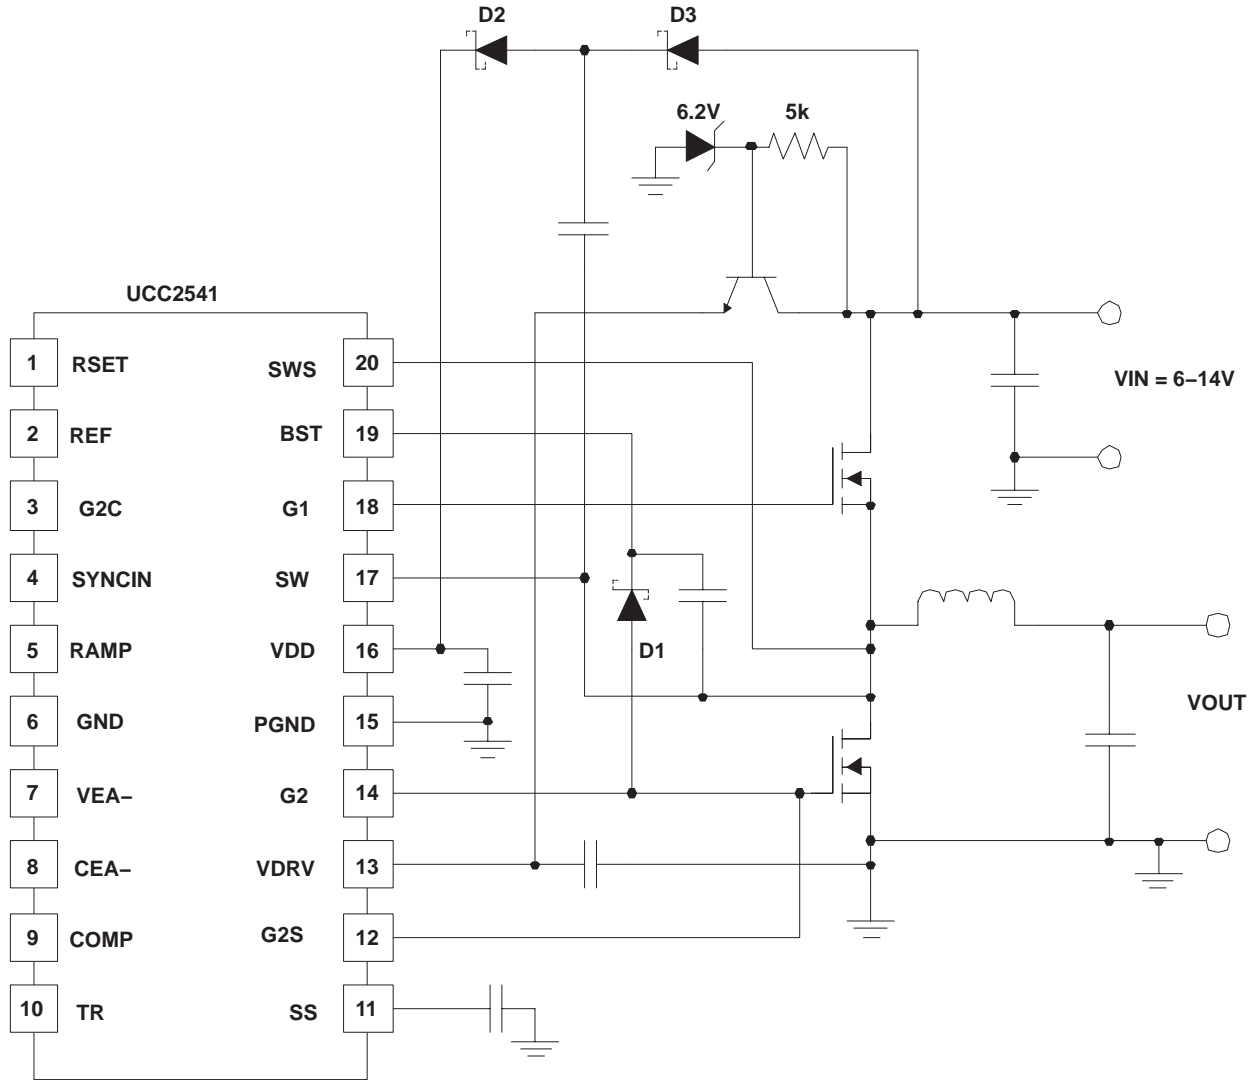 D2
D3
6.2V
5k
UCC2541
1 RSET
SWS 20
2 REF
BST 19
3 G2C
G1 18
4 SYNCIN
SW 17
5 RAMP
VDD 16
6 GND
PGND 15
7 VEA–
G2 14
8 CEA–
VDRV 13
9 COMP
G2S 12
10 TR
SS 11
D1
VIN = 6–14V
VOUT